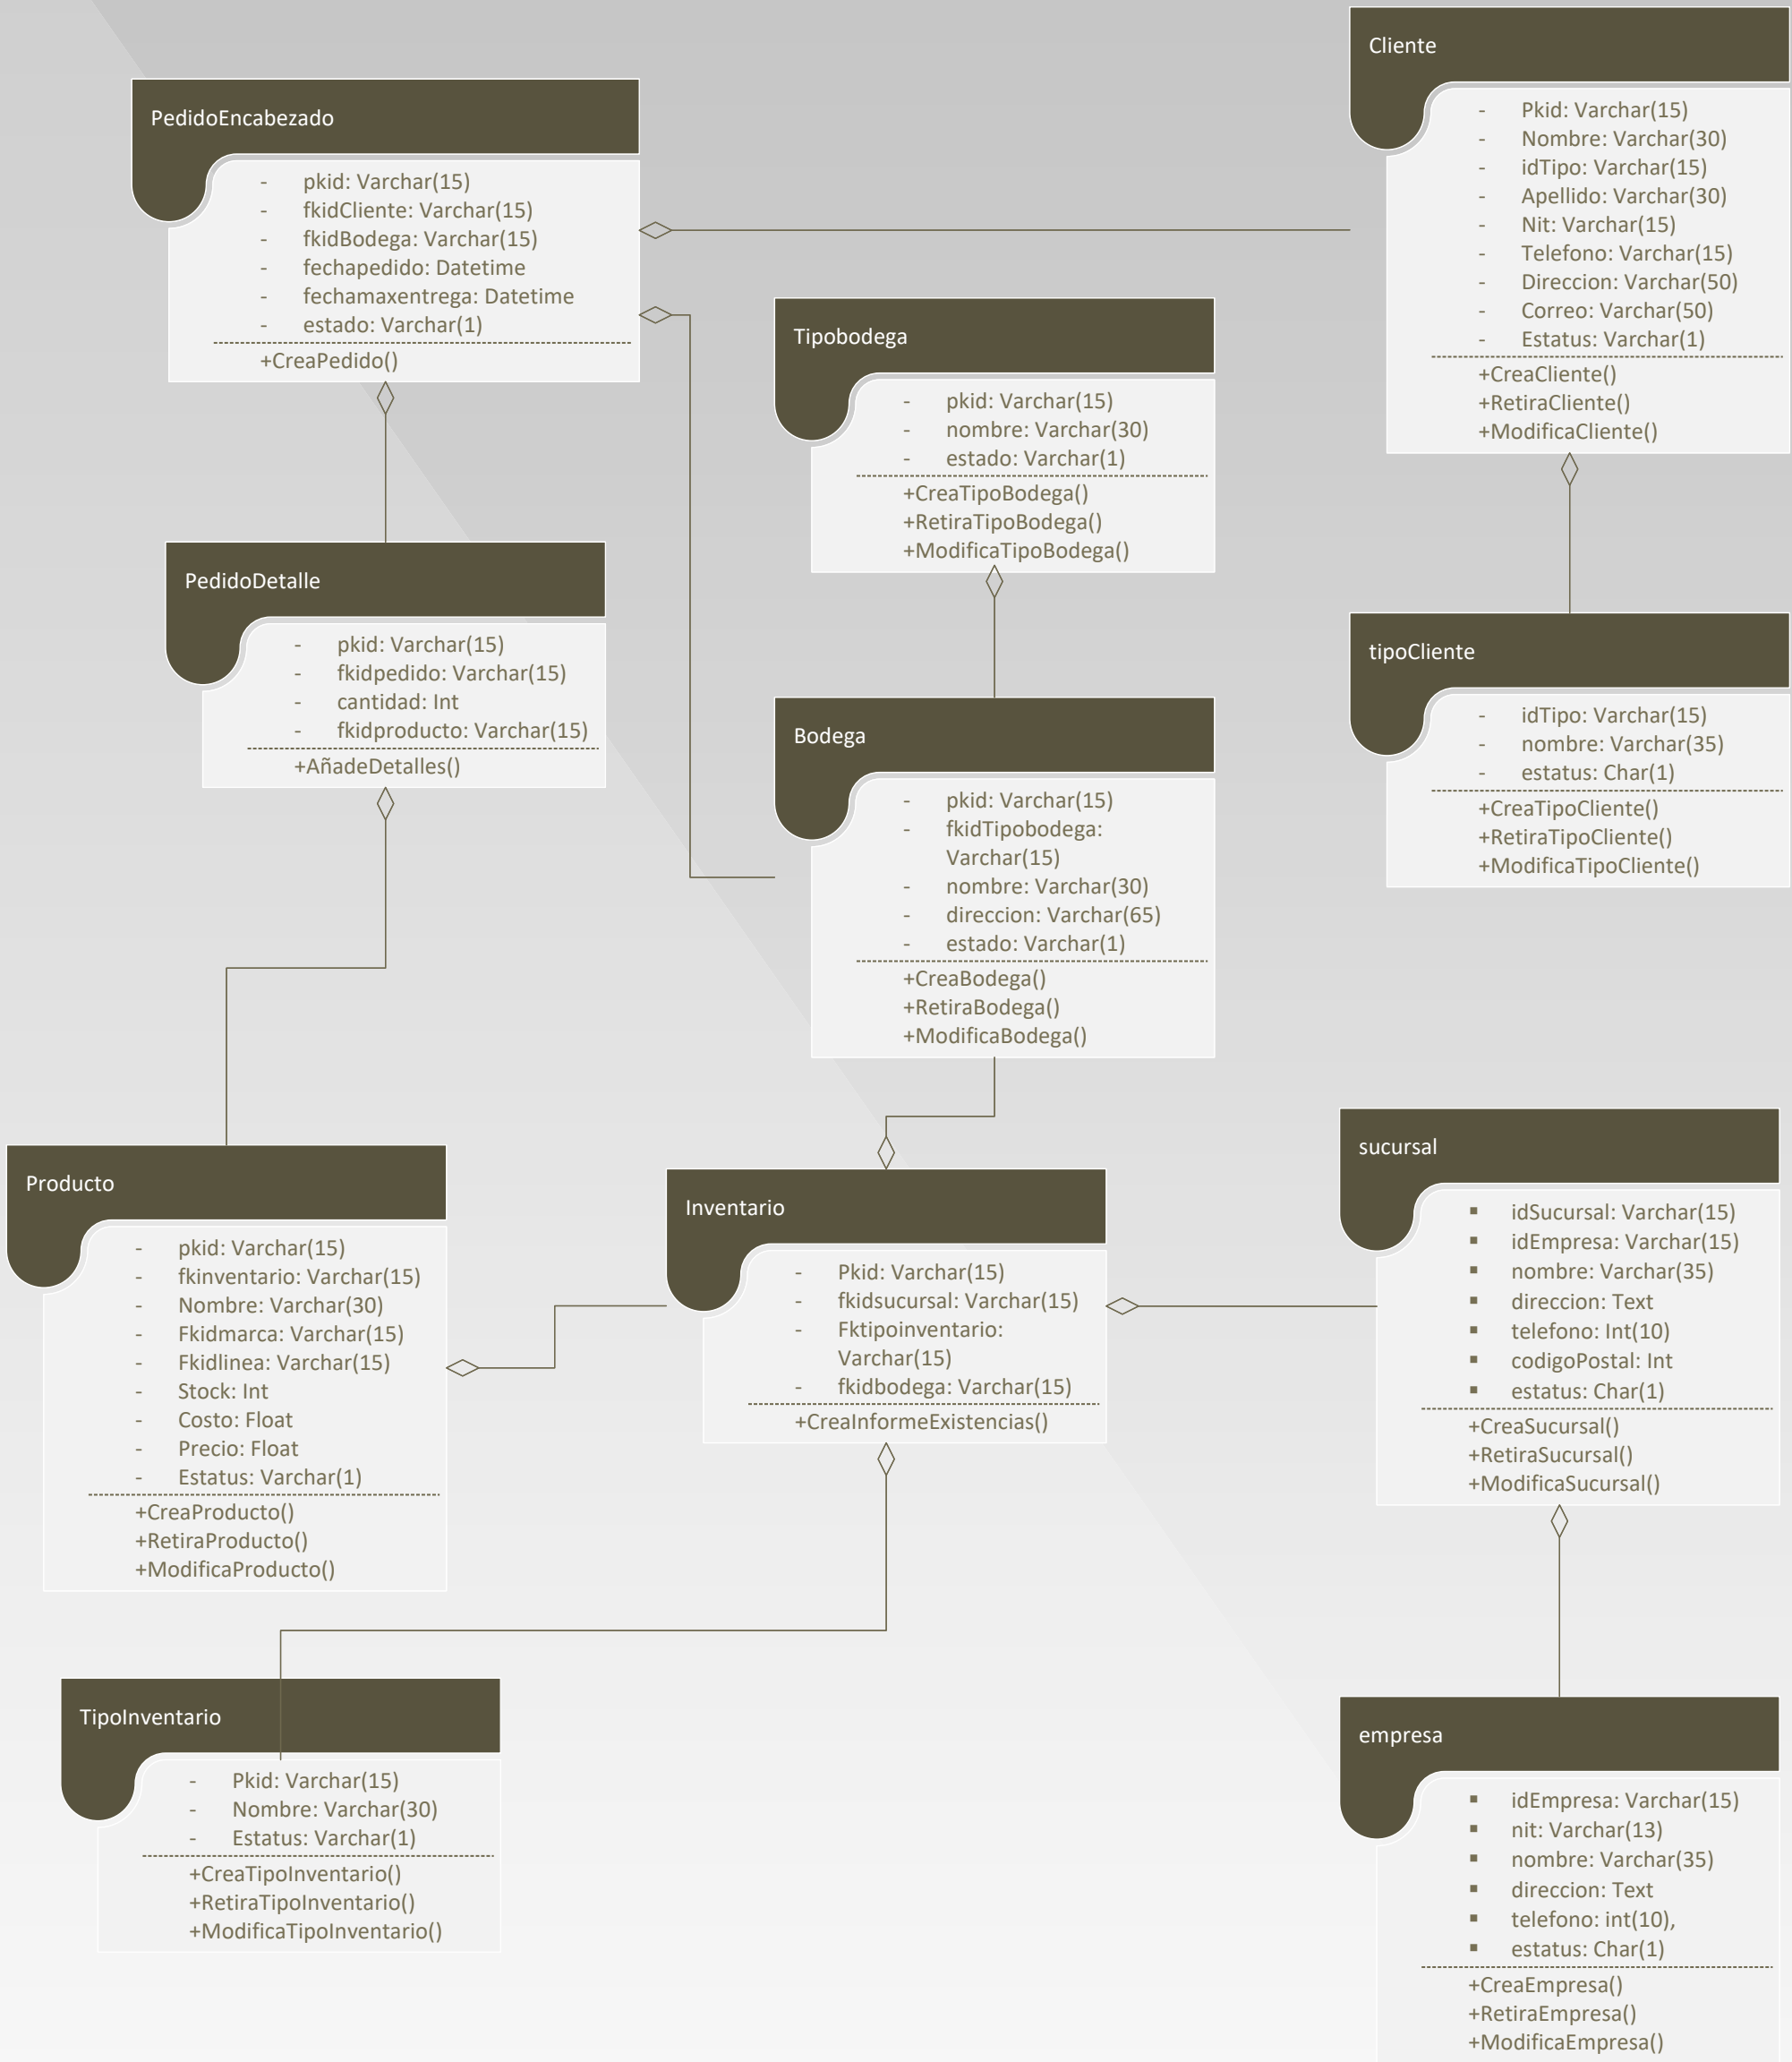 PedidoEncabezado
- pkid: Varchar(15)
- fkidCliente: Varchar(15)
- fkidBodega: Varchar(15)
- fechapedido: Datetime
- fechamaxentrega: Datetime
- estado: Varchar(1)
+CreaPedido()
Cliente
- Pkid: Varchar(15)
- Nombre: Varchar(30)
- idTipo: Varchar(15)
- Apellido: Varchar(30)
- Nit: Varchar(15)
- Telefono: Varchar(15)
- Direccion: Varchar(50)
- Correo: Varchar(50)
- Estatus: Varchar(1)
+CreaCliente()
+RetiraCliente()
+ModificaCliente()
Tipobodega
- pkid: Varchar(15)
- nombre: Varchar(30)
- estado: Varchar(1)
+CreaTipoBodega()
+RetiraTipoBodega()
+ModificaTipoBodega()
PedidoDetalle
- pkid: Varchar(15)
- fkidpedido: Varchar(15)
- cantidad: Int
- fkidproducto: Varchar(15)
+AñadeDetalles()
tipoCliente
- idTipo: Varchar(15)
- nombre: Varchar(35)
- estatus: Char(1)
+CreaTipoCliente()
+RetiraTipoCliente()
+ModificaTipoCliente()
Bodega
- pkid: Varchar(15)
- fkidTipobodega:
Varchar(15)
- nombre: Varchar(30)
- direccion: Varchar(65)
- estado: Varchar(1)
+CreaBodega()
+RetiraBodega()
+ModificaBodega()
Producto
- pkid: Varchar(15)
- fkinventario: Varchar(15)
- Nombre: Varchar(30)
- Fkidmarca: Varchar(15)
- Fkidlinea: Varchar(15)
- Stock: Int
- Costo: Float
- Precio: Float
- Estatus: Varchar(1)
+CreaProducto()
+RetiraProducto()
+ModificaProducto()
Inventario
- Pkid: Varchar(15)
- fkidsucursal: Varchar(15)
- Fktipoinventario:
Varchar(15)
- fkidbodega: Varchar(15)
+CreaInformeExistencias()
sucursal
▪ idSucursal: Varchar(15)
▪ idEmpresa: Varchar(15)
▪ nombre: Varchar(35)
▪ direccion: Text
▪ telefono: Int(10)
▪ codigoPostal: Int
▪ estatus: Char(1)
+CreaSucursal()
+RetiraSucursal()
+ModificaSucursal()
TipoInventario
- Pkid: Varchar(15)
- Nombre: Varchar(30)
- Estatus: Varchar(1)
+CreaTipoInventario()
+RetiraTipoInventario()
+ModificaTipoInventario()
empresa
▪ idEmpresa: Varchar(15)
▪ nit: Varchar(13)
▪ nombre: Varchar(35)
▪ direccion: Text
▪ telefono: int(10),
▪ estatus: Char(1)
+CreaEmpresa()
+RetiraEmpresa()
+ModificaEmpresa()